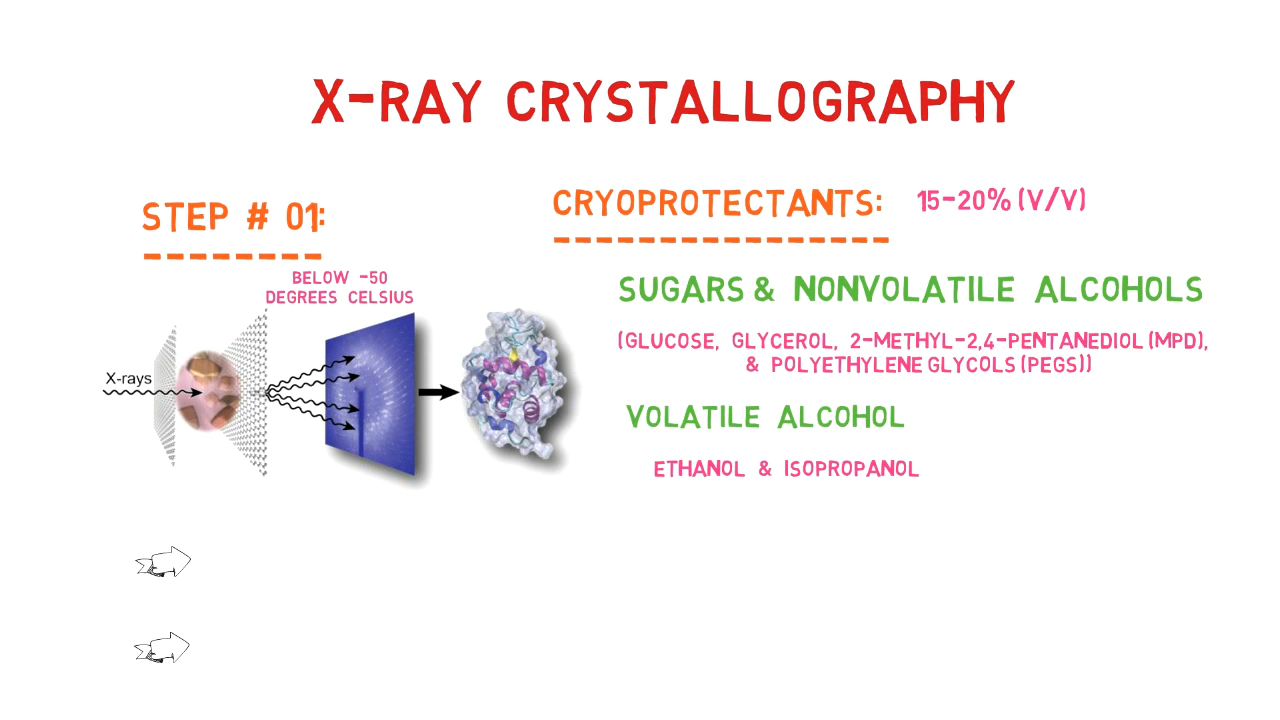 X-RAY CRYSTALLOGRAPHY
STEP # 01:
BELOW -50
DEGREES CELSIUS
X-rays
CRYOPROTECTANTS: 15-20% (V/V)
SUGARS & NONVOLATILE ALCOHOLS
(GLUCOSE, GLYCEROL, 2-METHYL-2,4-PENTANEDIOL (MPD),
& POLYETHYLENE GLYCOLS (PEGS))
VOLATILE ALCOHOL
ETHANOL & ISOPROPANOL